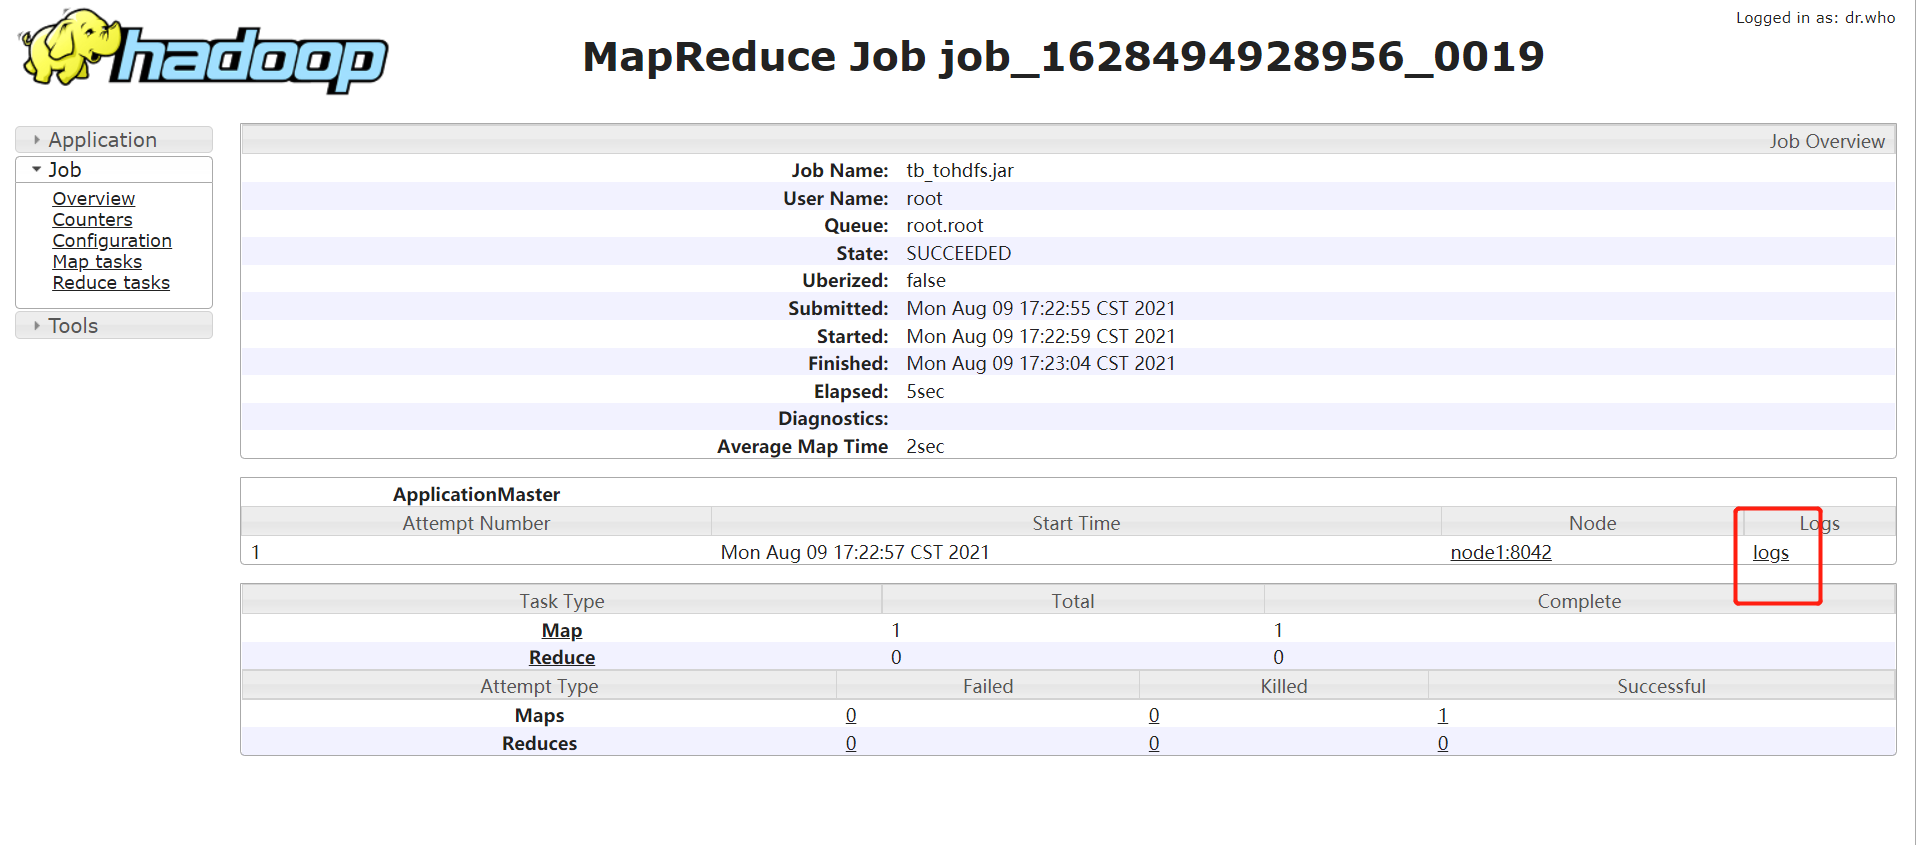 Logged in as: dr.who
hadoop
MapReduce Job job_1628494928956_0019
Application
Job
Overview
Counters
Configuration
Map tasks
Reduce tasks
Tools
Job Overview
Job Name: tb_tohdfs.jar
User Name: root
Queue: root.root
State: SUCCEEDED
Uberized: false
Submitted: Mon Aug 09 17:22:55 CST 2021
Started: Mon Aug 09 17:22:59 CST 2021
Finished: Mon Aug 09 17:23:04 CST 2021
Elapsed: 5sec
Diagnostics:
Average Map Time 2sec
ApplicationMaster
Attempt Number Start Time Node Logs
1 Mon Aug 09 17:22:57 CST 2021 node1:8042 logs
Task Type Total Complete
Map 1 1
Reduce 0 0
Attempt Type Failed Killed Successful
Maps 0 0 1
Reduces 0 0 0